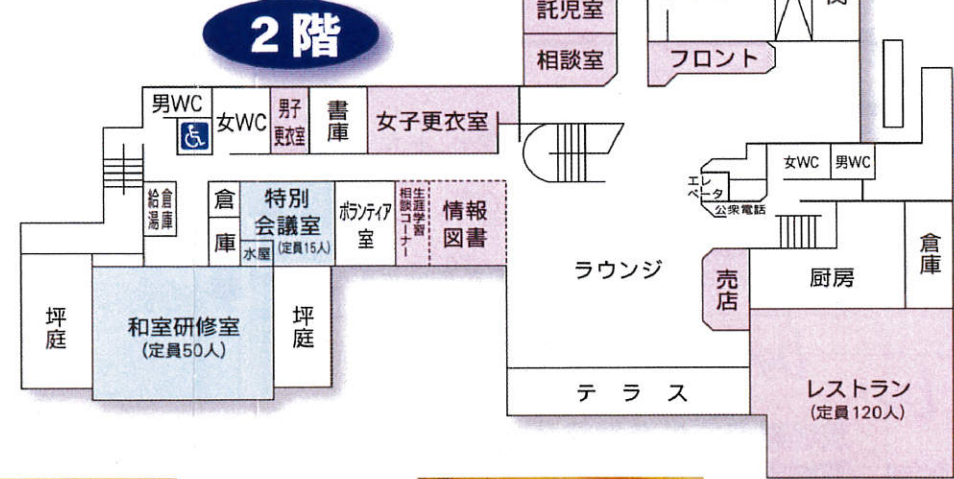 2階
託児室
相談室
フロント
男WC
女WC
男子
更衣室
書庫
女子更衣室
女WC
男WC
エレ
ベータ
公衆電話
給湯
倉庫
倉庫
特別
会議室
(定員15人)
水屋
ボランティア
室
生涯学習
相談コーナー
情報
図書
ラウンジ
売店
厨房
倉庫
坪庭
和室研修室
(定員50人)
坪庭
テラス
レストラン
(定員120人)